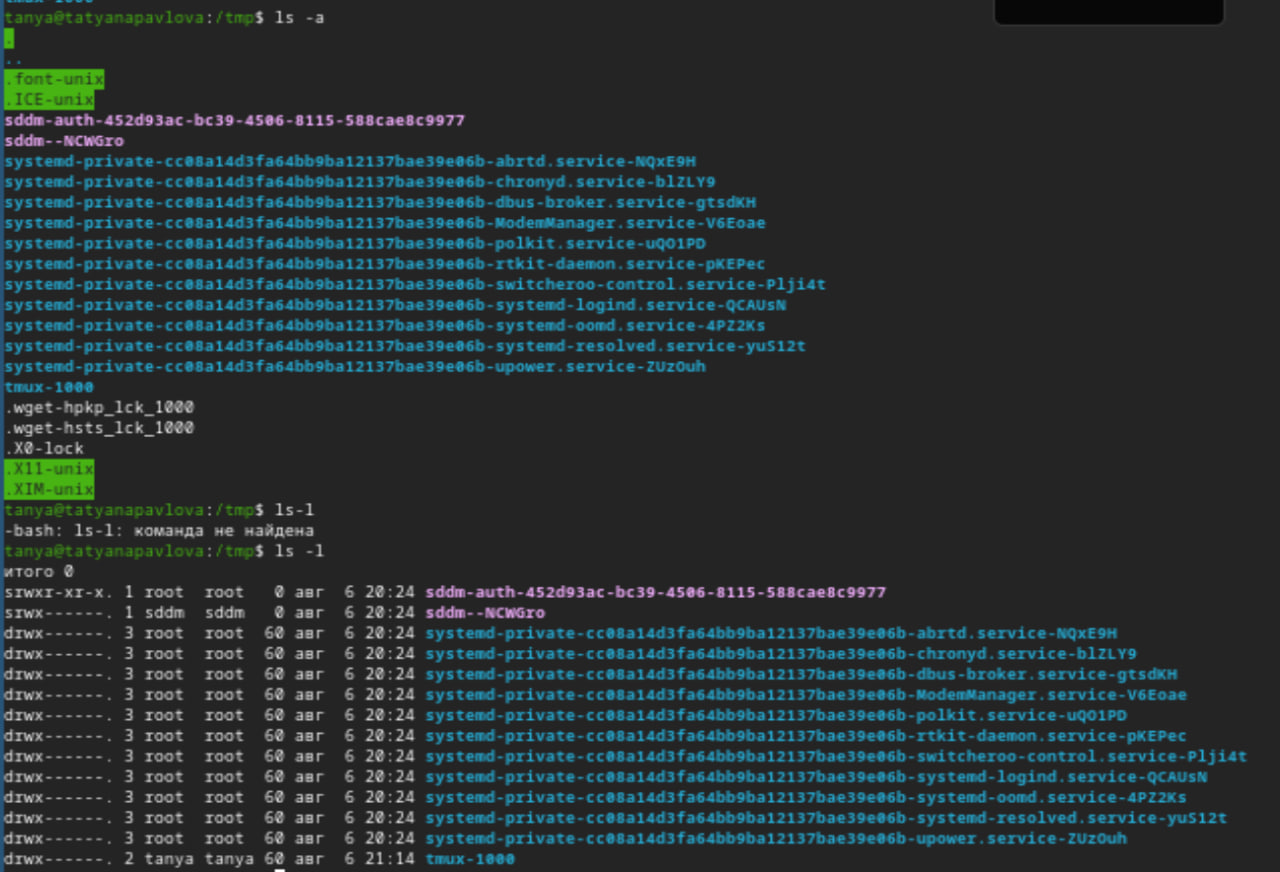 tmux-1000
tanya@tatyanapavlova:/tmp$ ls -a
.
..
.font-unix
.ICE-unix
sddm-auth-452d93ac-bc39-4506-8115-588cae8c9977
sddm--NCWGro
systemd-private-cc08a14d3fa64bb9ba12137bae39e06b-abrtd.service-NQxE9H
systemd-private-cc08a14d3fa64bb9ba12137bae39e06b-chronyd.service-blZLY9
systemd-private-cc08a14d3fa64bb9ba12137bae39e06b-dbus-broker.service-gtsdKH
systemd-private-cc08a14d3fa64bb9ba12137bae39e06b-ModemManager.service-V6Eoae
systemd-private-cc08a14d3fa64bb9ba12137bae39e06b-polkit.service-uQO1PD
systemd-private-cc08a14d3fa64bb9ba12137bae39e06b-rtkit-daemon.service-pKEPec
systemd-private-cc08a14d3fa64bb9ba12137bae39e06b-switcheroo-control.service-Plji4t
systemd-private-cc08a14d3fa64bb9ba12137bae39e06b-systemd-logind.service-QCAUsN
systemd-private-cc08a14d3fa64bb9ba12137bae39e06b-systemd-oomd.service-4PZ2Ks
systemd-private-cc08a14d3fa64bb9ba12137bae39e06b-systemd-resolved.service-yuS12t
systemd-private-cc08a14d3fa64bb9ba12137bae39e06b-upower.service-ZUzOuh
tmux-1000
.wget-hpkp_lck_1000
.wget-hsts_lck_1000
.X0-lock
.X11-unix
.XIM-unix
tanya@tatyanapavlova:/tmp$ ls-l
-bash: ls-l: команда не найдена
tanya@tatyanapavlova:/tmp$ ls -l
итого 0
srwxr-xr-x. 1 root  root   0 авг  6 20:24 sddm-auth-452d93ac-bc39-4506-8115-588cae8c9977
srwx------. 1 sddm  sddm   0 авг  6 20:24 sddm--NCWGro
drwx------. 3 root  root  60 авг  6 20:24 systemd-private-cc08a14d3fa64bb9ba12137bae39e06b-abrtd.service-NQxE9H
drwx------. 3 root  root  60 авг  6 20:24 systemd-private-cc08a14d3fa64bb9ba12137bae39e06b-chronyd.service-blZLY9
drwx------. 3 root  root  60 авг  6 20:24 systemd-private-cc08a14d3fa64bb9ba12137bae39e06b-dbus-broker.service-gtsdKH
drwx------. 3 root  root  60 авг  6 20:24 systemd-private-cc08a14d3fa64bb9ba12137bae39e06b-ModemManager.service-V6Eoae
drwx------. 3 root  root  60 авг  6 20:24 systemd-private-cc08a14d3fa64bb9ba12137bae39e06b-polkit.service-uQO1PD
drwx------. 3 root  root  60 авг  6 20:24 systemd-private-cc08a14d3fa64bb9ba12137bae39e06b-rtkit-daemon.service-pKEPec
drwx------. 3 root  root  60 авг  6 20:24 systemd-private-cc08a14d3fa64bb9ba12137bae39e06b-switcheroo-control.service-Plji4t
drwx------. 3 root  root  60 авг  6 20:24 systemd-private-cc08a14d3fa64bb9ba12137bae39e06b-systemd-logind.service-QCAUsN
drwx------. 3 root  root  60 авг  6 20:24 systemd-private-cc08a14d3fa64bb9ba12137bae39e06b-systemd-oomd.service-4PZ2Ks
drwx------. 3 root  root  60 авг  6 20:24 systemd-private-cc08a14d3fa64bb9ba12137bae39e06b-systemd-resolved.service-yuS12t
drwx------. 3 root  root  60 авг  6 20:24 systemd-private-cc08a14d3fa64bb9ba12137bae39e06b-upower.service-ZUzOuh
drwx------. 2 tanya tanya 60 авг  6 21:14 tmux-1000